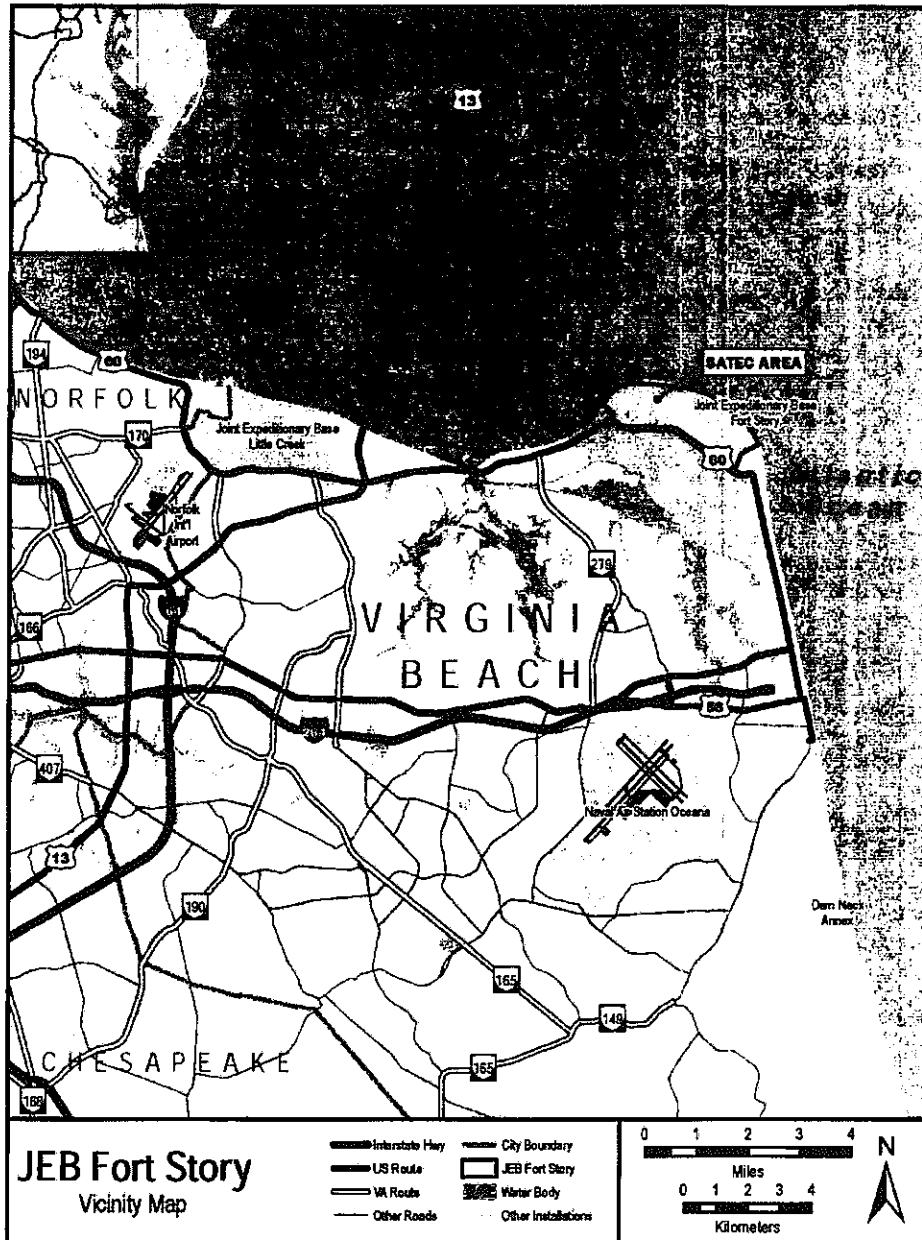 13
SATEC AREA
194
60
NORFOLK
Joint Expeditionary Base
Fort Story
170
Joint Expeditionary Base
Little Creek
60
Norfolk
Int'l
Airport
279
166
VIRGINIA
BEACH
58
407
Naval Air Station Oceana
13
190
Dam Neck
Annex
165
149
CHESAPEAKE
165
168
JEB Fort Story
Vicinity Map
Interstate Hwy
US Route
VA Route
Other Roads
City Boundary
JEB Fort Story
Water Body
Other Installations
0 1 2 3 4
Miles
0 1 2 3 4
Kilometers
N